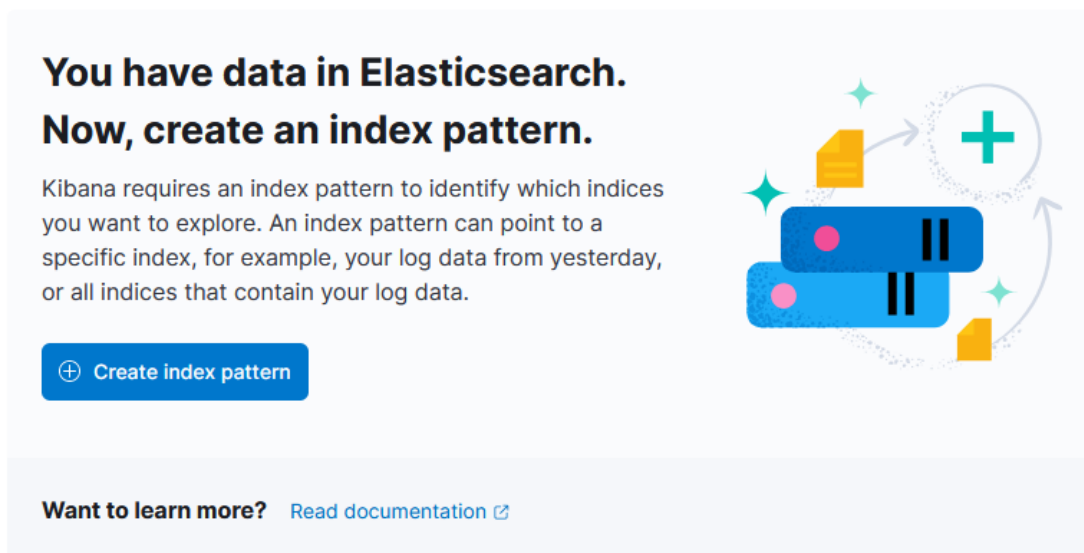 You have data in Elasticsearch.
Now, create an index pattern.
Kibana requires an index pattern to identify which indices
you want to explore. An index pattern can point to a
specific index, for example, your log data from yesterday,
or all indices that contain your log data.
Create index pattern
Want to learn more? Read documentation